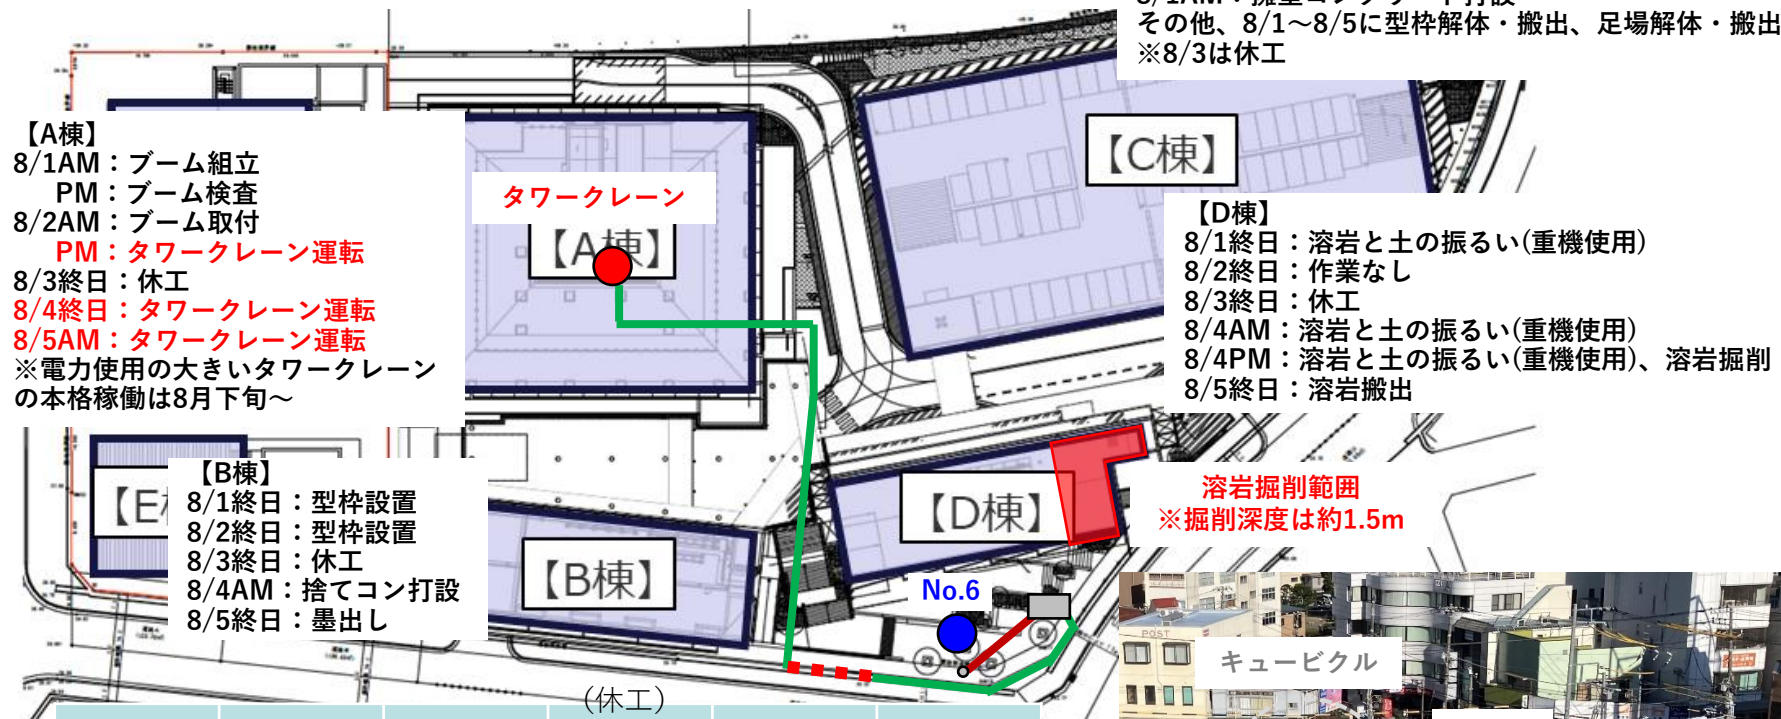 その他、8/1～8/5に型枠解体・搬出、足場解体・搬出
※8/3は休工
【A棟】
8/1AM：ブーム組立
PM：ブーム検査
8/2AM：ブーム取付
PM：タワークレーン運転
8/3終日：休工
8/4終日：タワークレーン運転
8/5AM：タワークレーン運転
※電力使用の大きいタワークレーン
の本格稼働は8月下旬～
タワークレーン
【A棟】
【C棟】
【D棟】
8/1終日：溶岩と土の振るい(重機使用)
8/2終日：作業なし
8/3終日：休工
8/4AM：溶岩と土の振るい(重機使用)
8/4PM：溶岩と土の振るい(重機使用)、溶岩掘削
8/5終日：溶岩搬出
【B棟】
8/1終日：型枠設置
8/2終日：型枠設置
8/3終日：休工
8/4AM：捨てコン打設
8/5終日：墨出し
【E
【B棟】
【D棟】
溶岩掘削範囲
※掘削深度は約1.5m
No.6
POST
キュービクル
(休工)